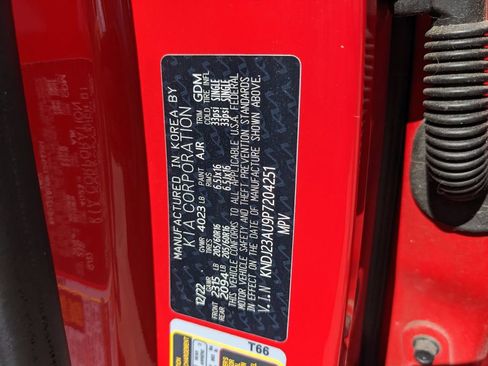 MANUFACTURED IN KOREA BY
KIA CORPORATION
GVWR 4023 LB PAINT AJR TRIM GDM
12/22 GAWR TIRES RIMS COLD TIRE INFL.
FRONT 2315 LB 205/60R16 6.5JX16 33psi SINGLE
REAR 2094 LB 205/60R16 6.5JX16 33psi SINGLE
THIS VEHICLE CONFORMS TO ALL APPLICABLE U.S.A. FEDERAL
MOTOR VEHICLE SAFETY AND THEFT PREVENTION STANDARDS
IN EFFECT ON THE DATE OF MANUFACTURE SHOWN ABOVE.
V.I.N KNDJ23AU9P7204251
MPV
T66